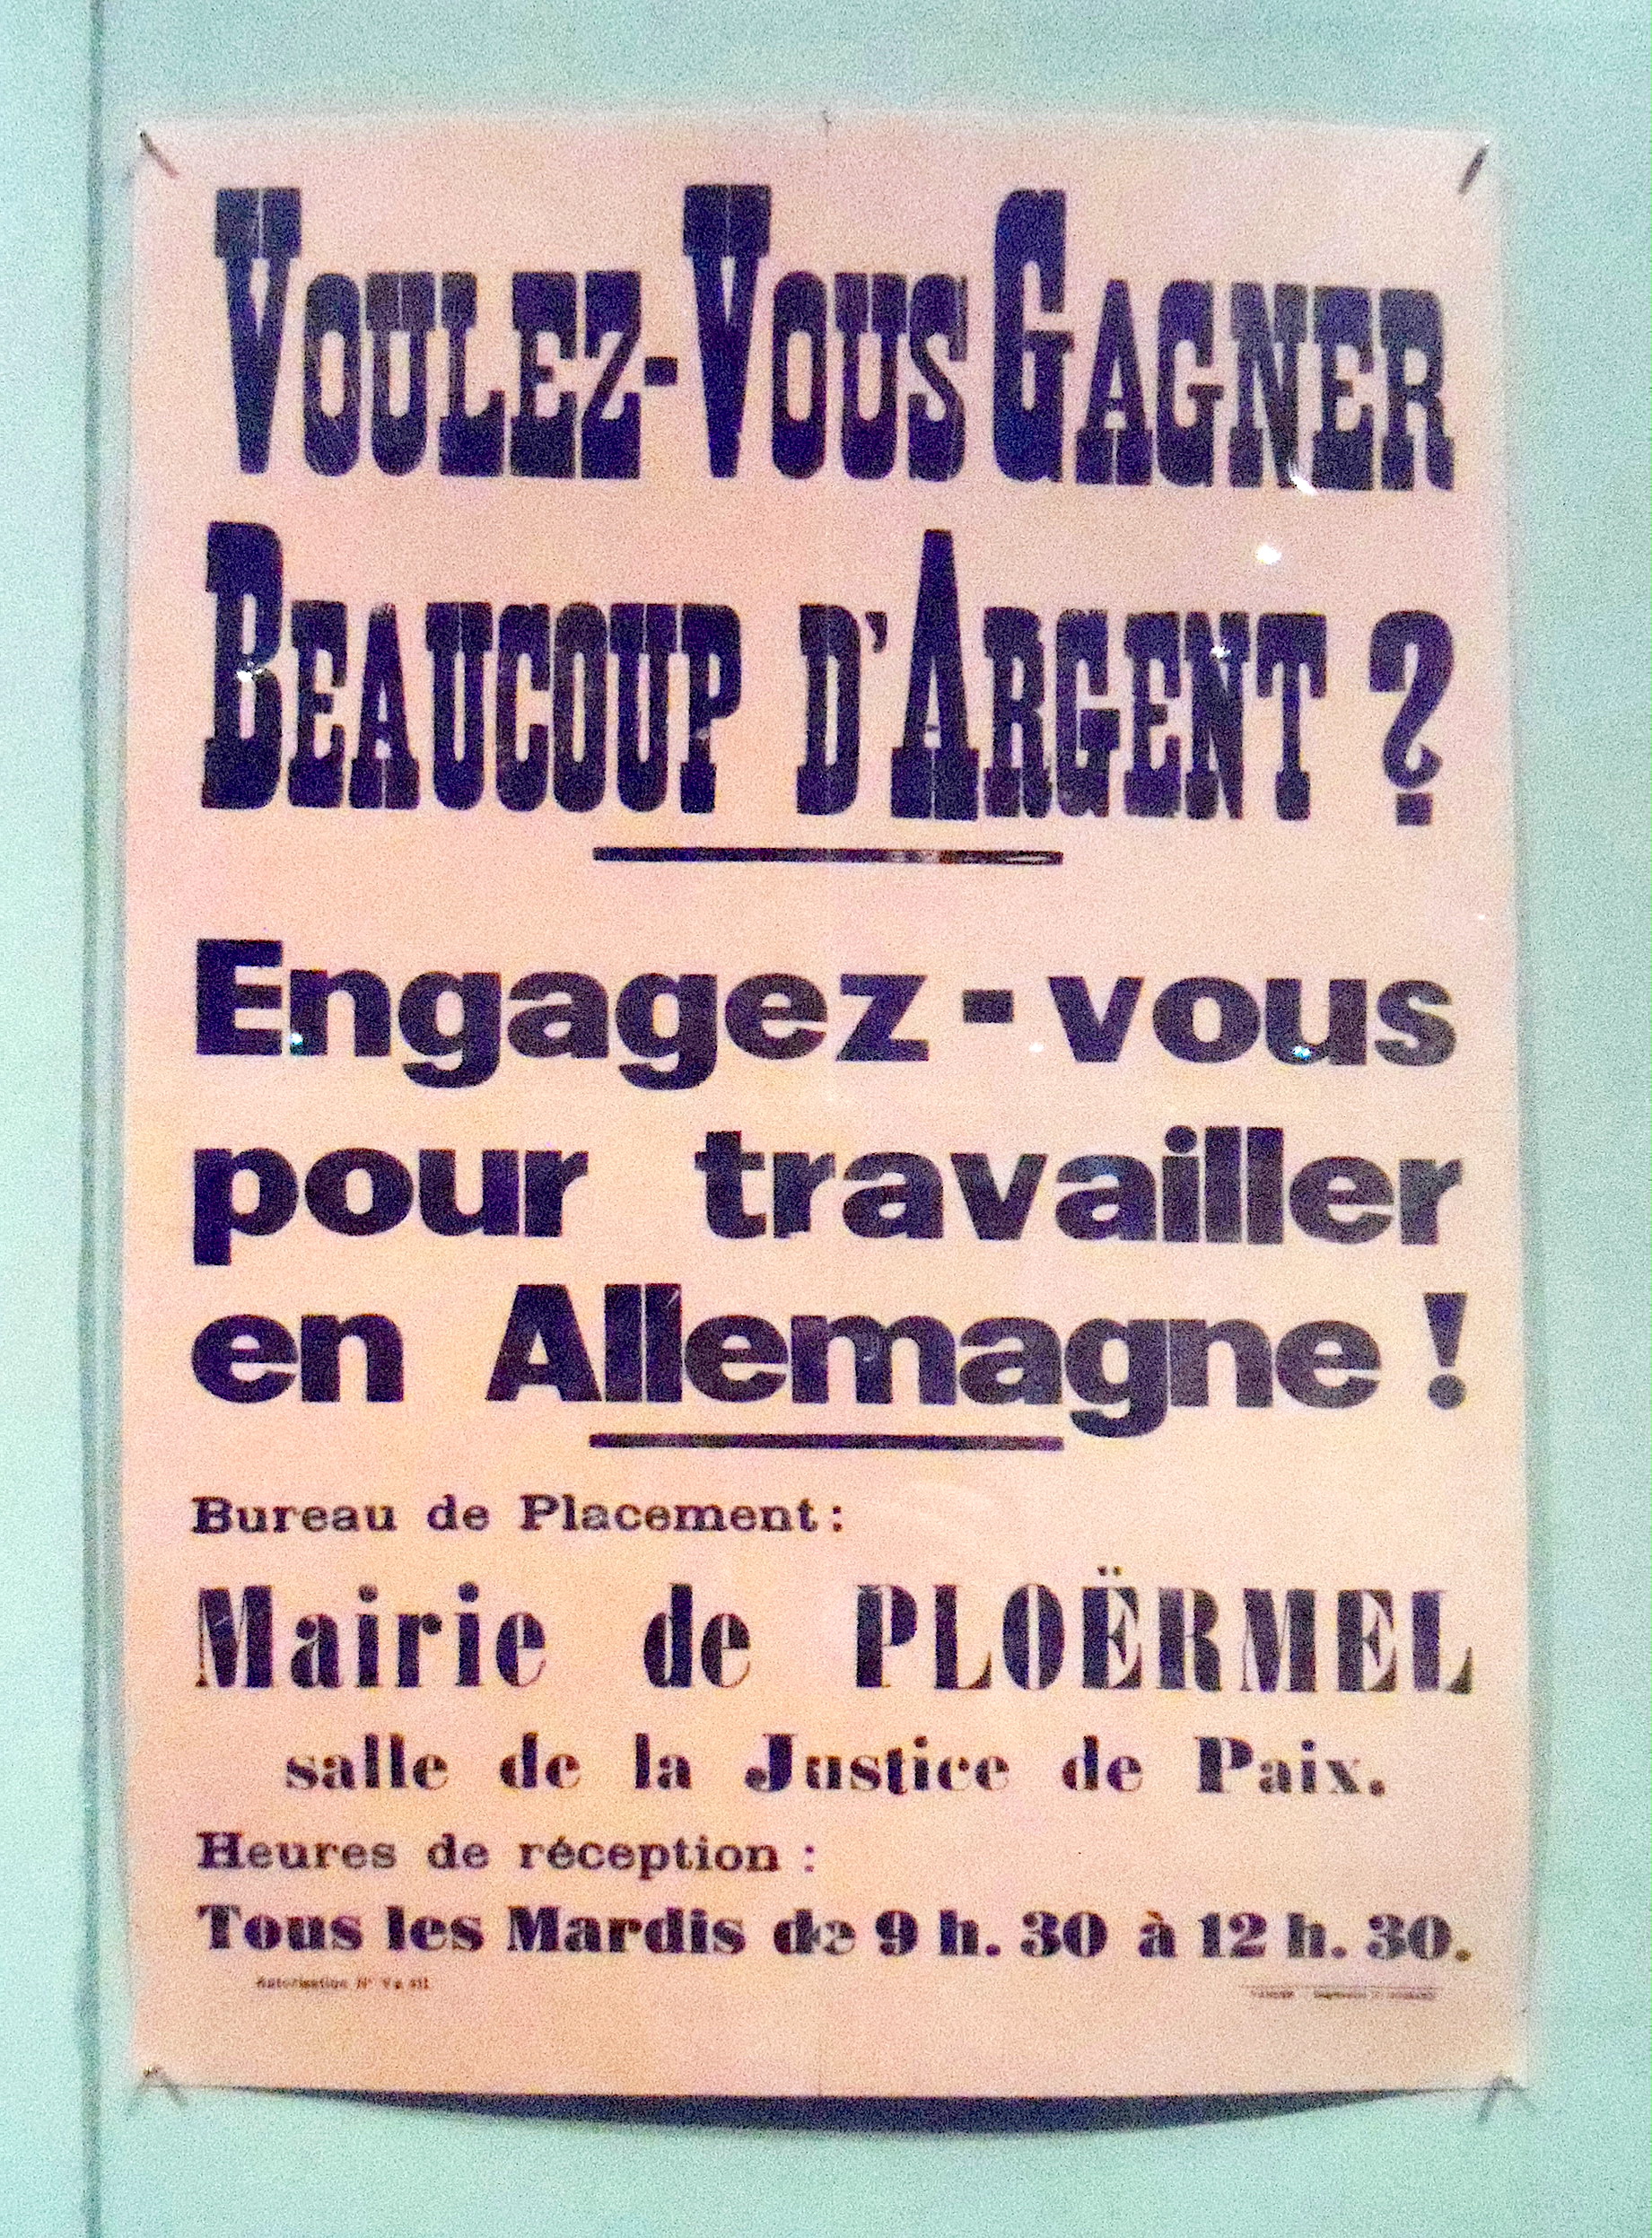 VOULEZ-VOUS GAGNER
BEAUCOUP D'ARGENT ?
Engagez-vous
pour travailler
en Allemagne !
Bureau de Placement :
Mairie de PLOËRMEL
salle de la Justice de Paix.
Heures de réception :
Tous les Mardis de 9 h. 30 à 12 h. 30.
Autorisation N°